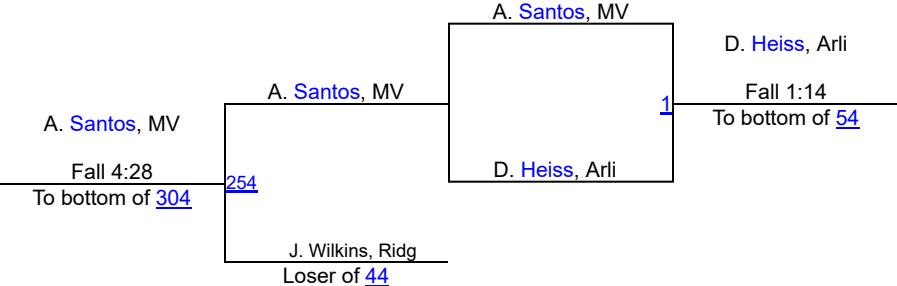 A. Santos, MV
D. Heiss, Arli
A. Santos, MV
1
Fall 1:14
To bottom of 54
A. Santos, MV
Fall 4:28
254
D. Heiss, Arli
To bottom of 304
J. Wilkins, Ridg
Loser of 44